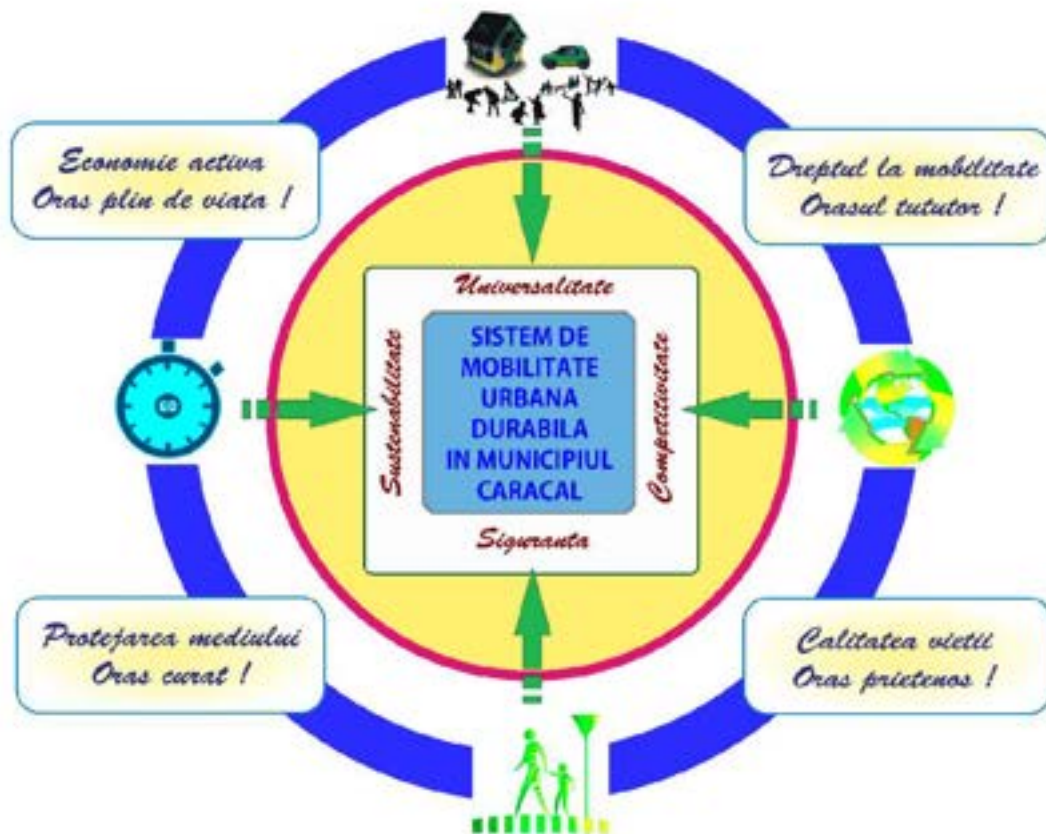 Economie activa
Oras plin de viata !
Dreptul la mobilitate
Orasul tututor !
Universalitate
Sustenabilitate
SISTEM DE
MOBILITATE
URBANA
DURABILA
IN MUNICIPIUL
CARACAL
Competitivitate
Siguranta
Protejarea mediului
Oras curat !
Calitatea vietii
Oras prietenos !